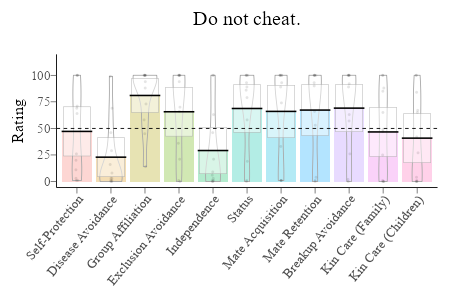 Do not cheat.
Rating
100
75
50
25
0
Self-Protection
Disease Avoidance
Group Affiliation
Exclusion Avoidance
Independence
Status
Mate Acquisition
Mate Retention
Breakup Avoidance
Kin Care (Family)
Kin Care (Children)